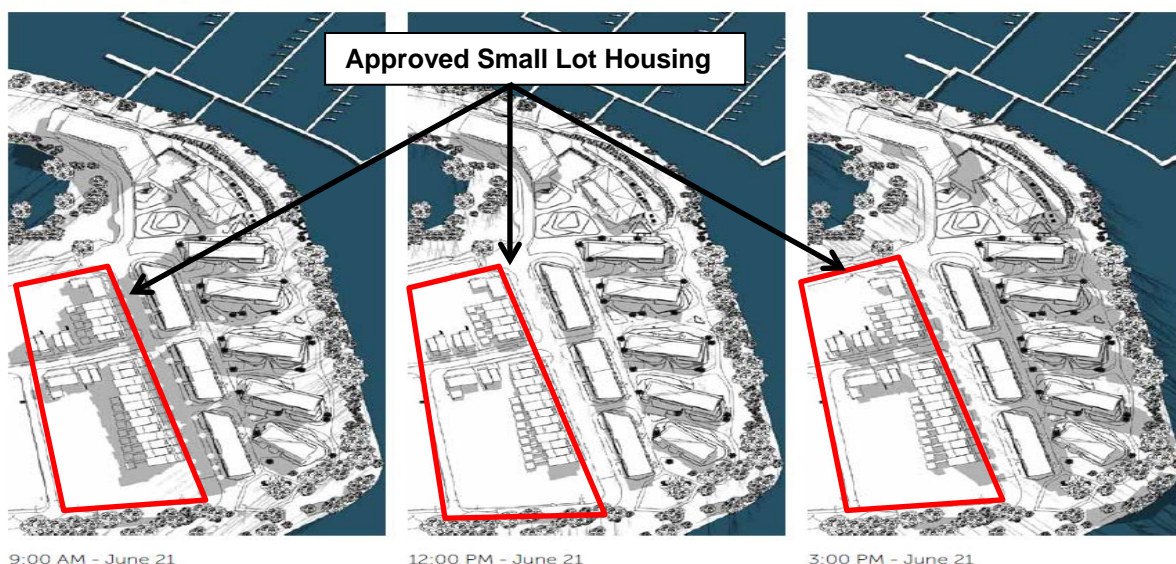 Approved Small Lot Housing
9:00 AM - June 21
12:00 PM - June 21
3:00 PM - June 21